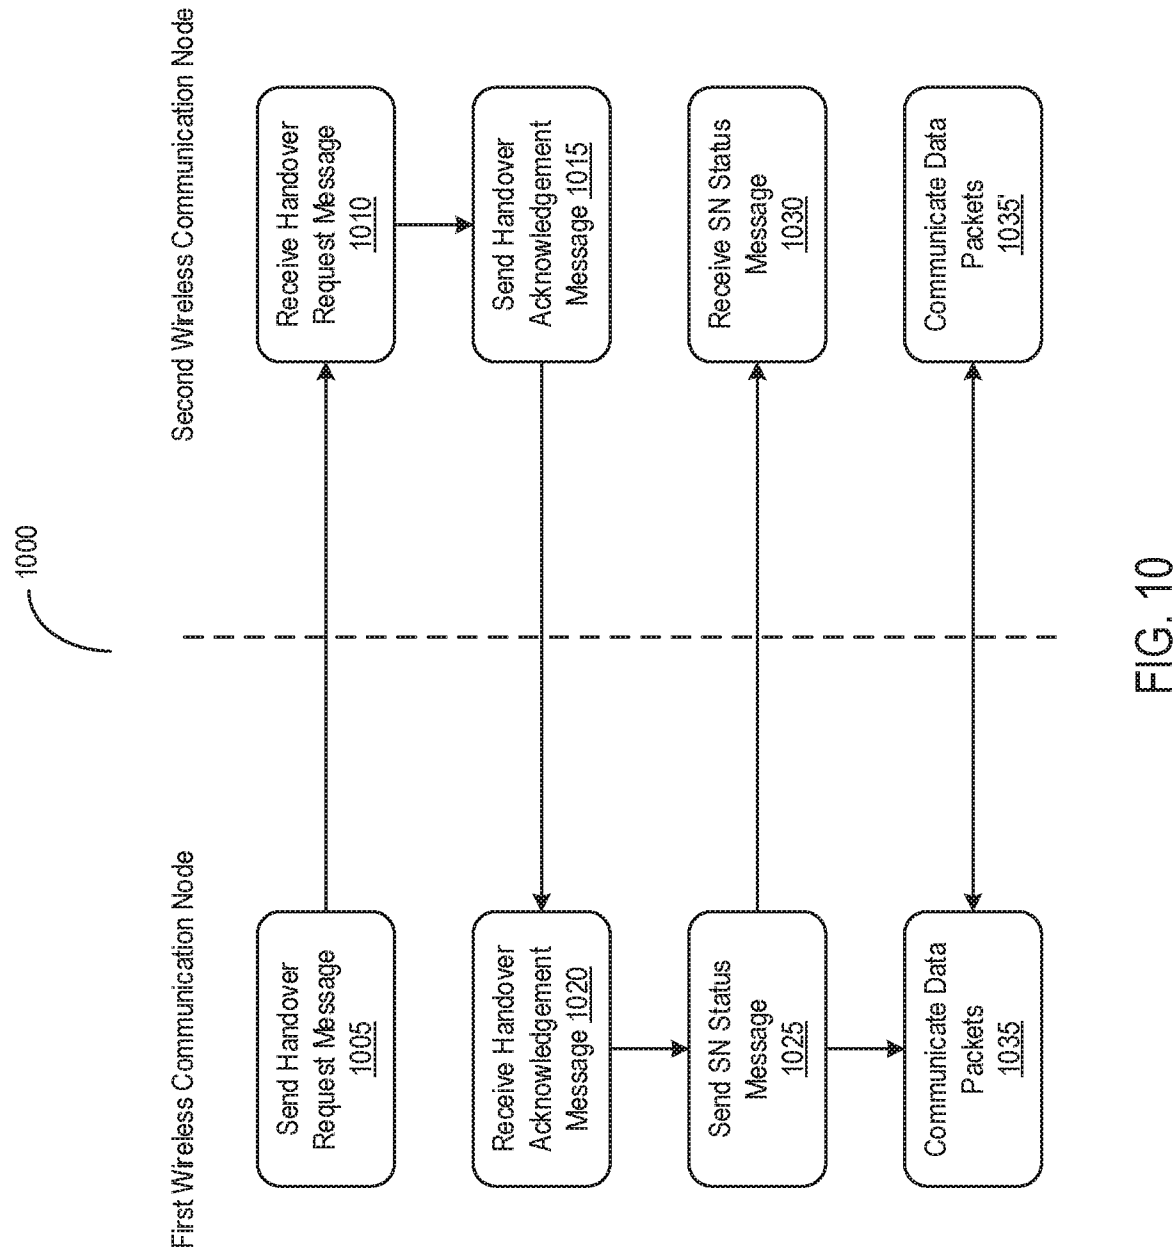 1000
First Wireless Communication Node
Second Wireless Communication Node
Send Handover
Request Message
1005
Receive Handover
Request Message
1010
Receive Handover
Acknowledgement
Message 1020
Send Handover
Acknowledgement
Message 1015
Send SN Status
Message
1025
Receive SN Status
Message
1030
Communicate Data
Packets
1035
Communicate Data
Packets
1035'
FIG. 10